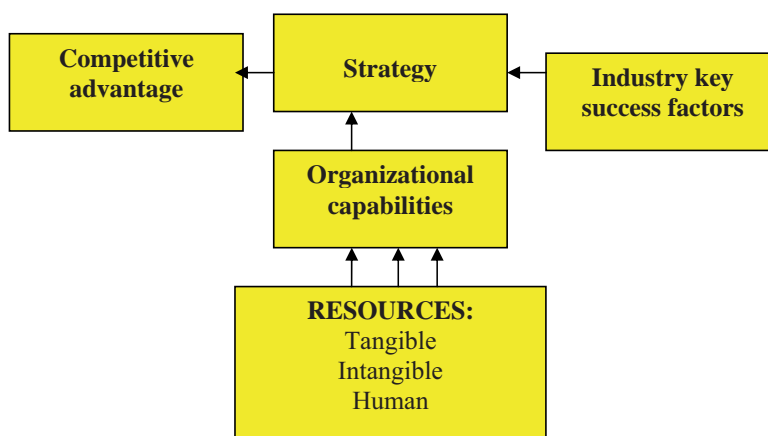 Competitive
advantage
Strategy
Industry key
success factors
Organizational
capabilities
RESOURCES:
Tangible
Intangible
Human